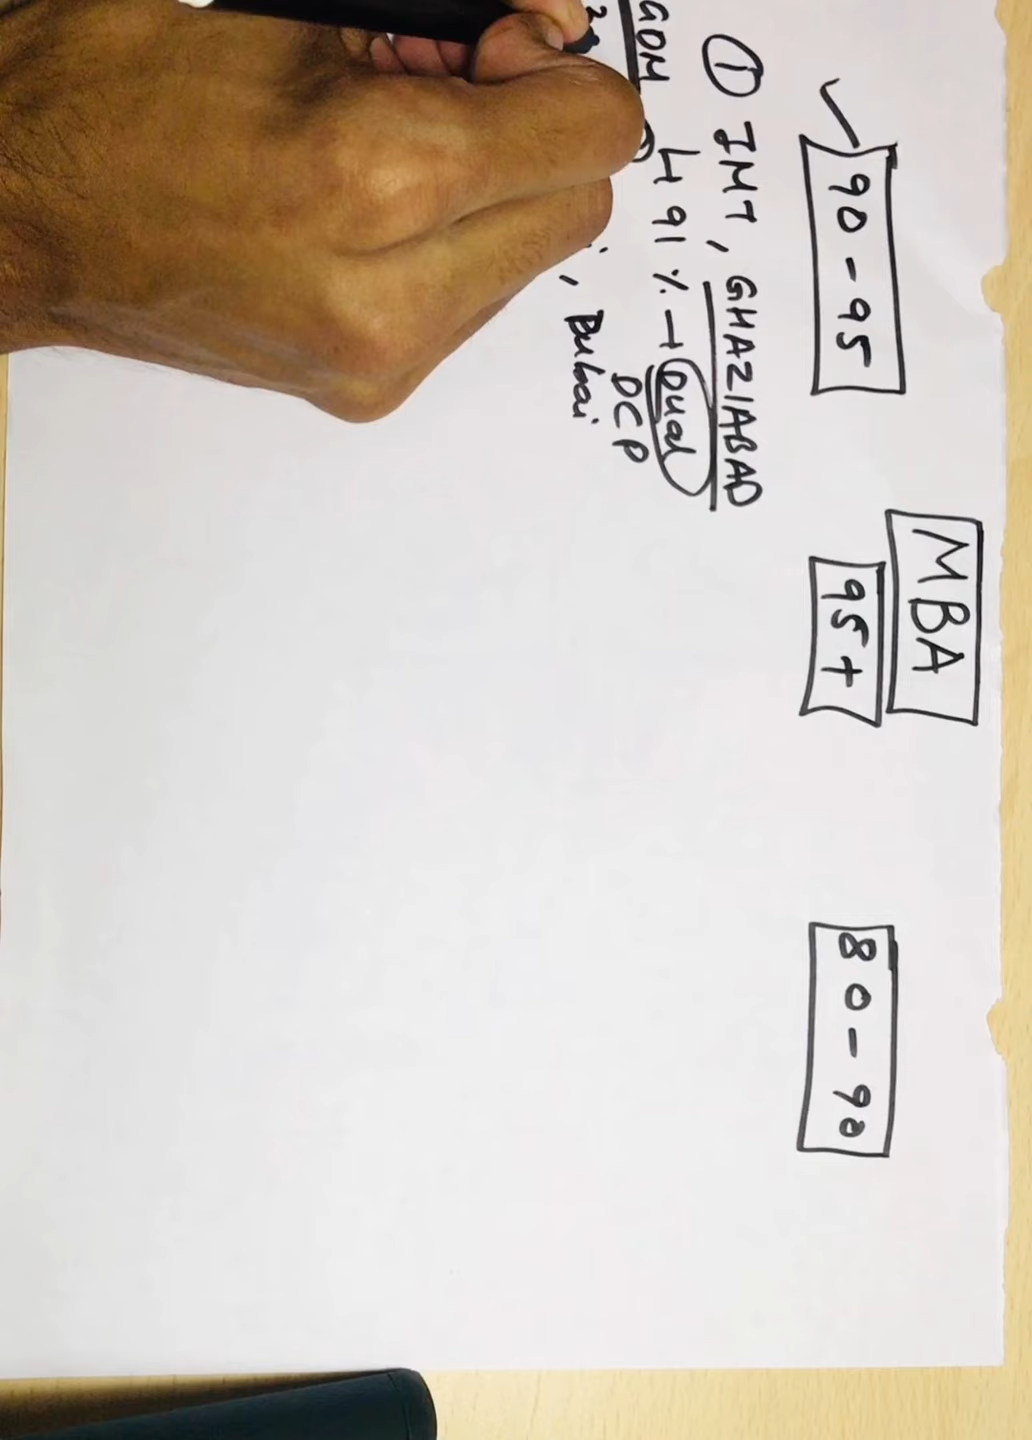 MBA
90-95
95+
80-90
① IMT, GHAZIABAD
↳ 91 % → Dual
GDM
DCP
, Dubai